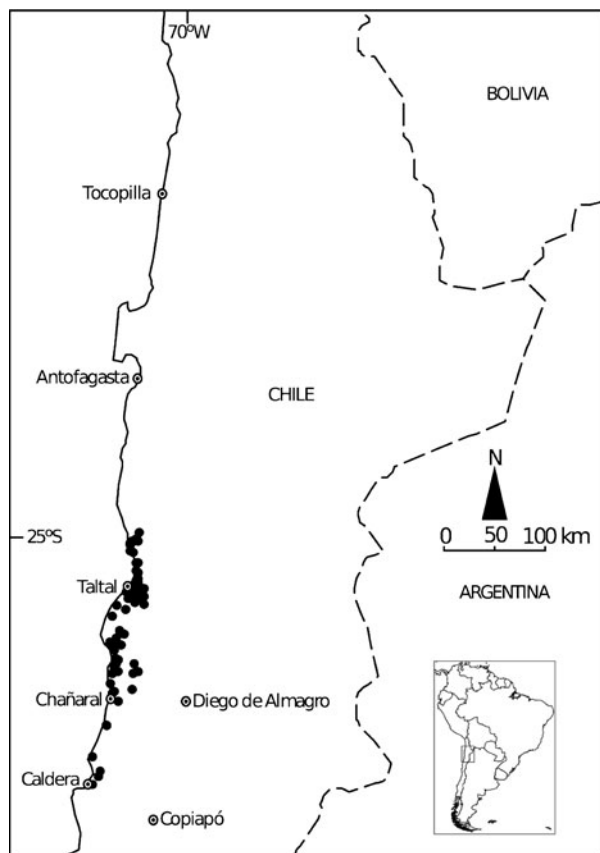 70ºW
BOLIVIA
Tocopilla
Antofagasta
CHILE
N
25ºS
0 50 100 km
Taltal
ARGENTINA
Chañaral
Diego de Almagro
Caldera
Copiapó